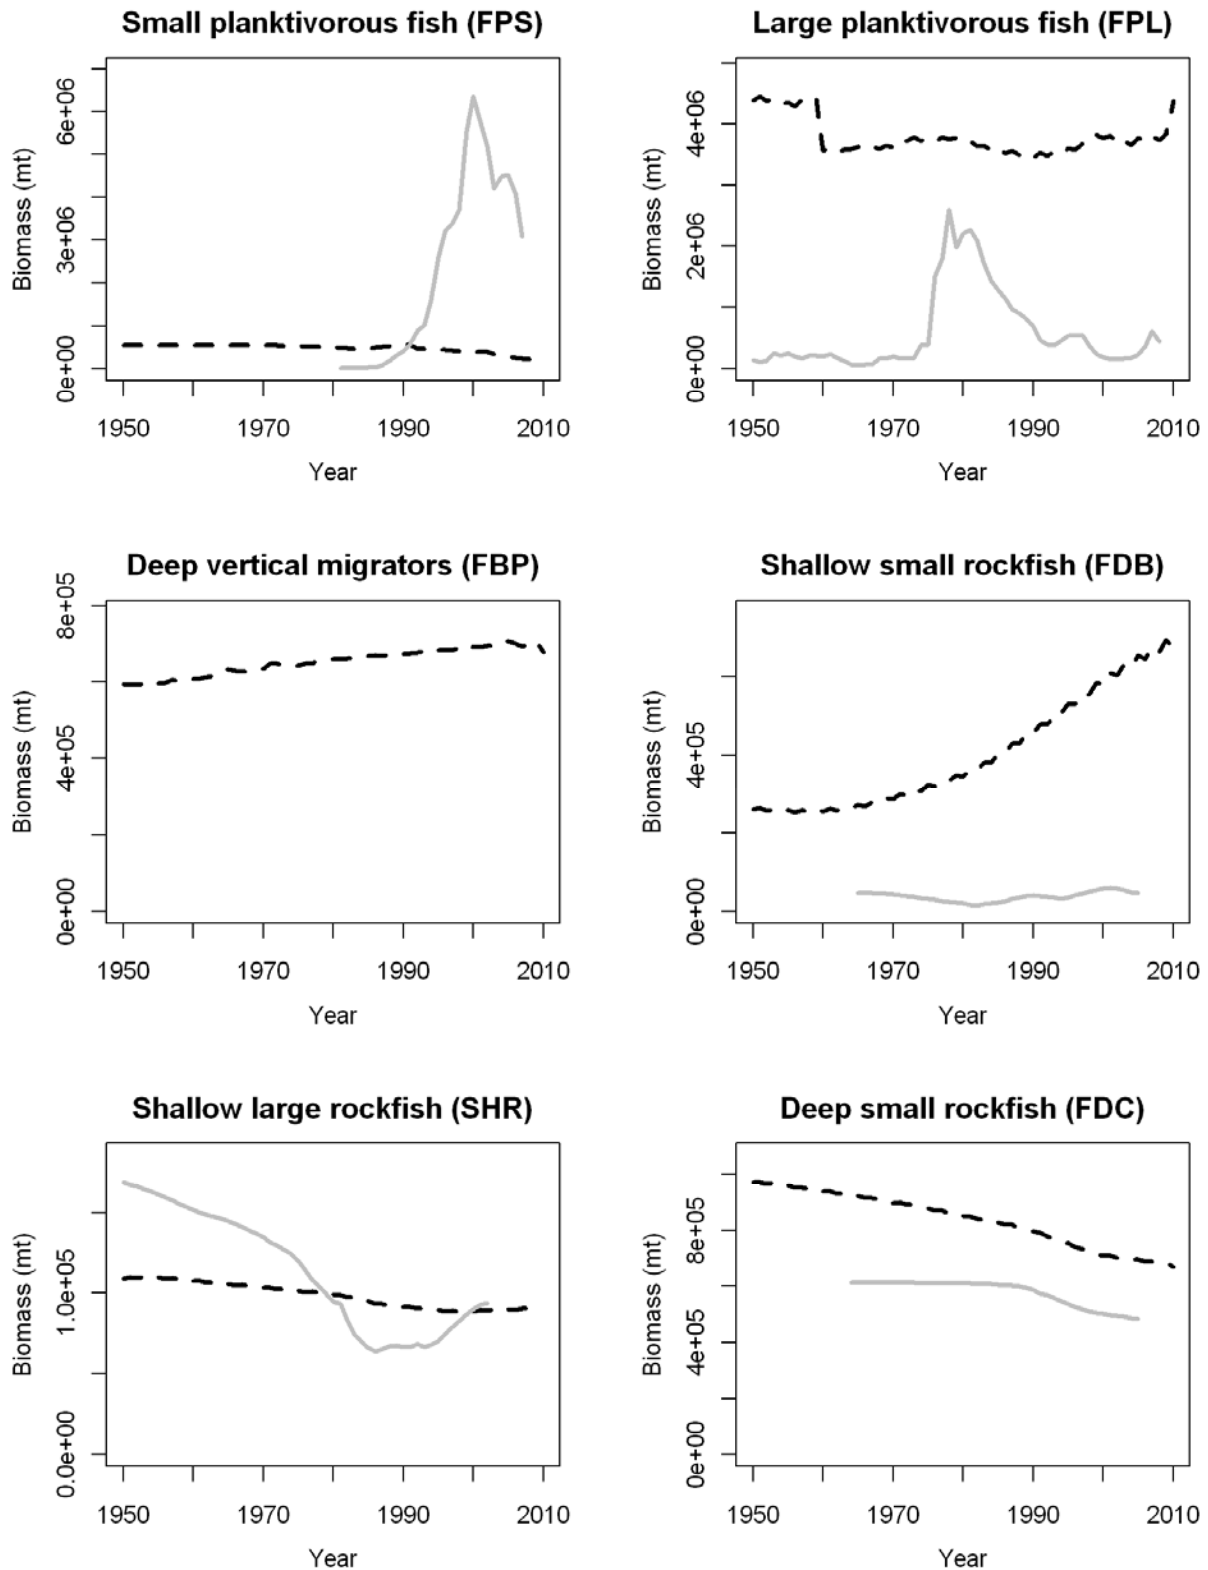 Small planktivorous fish (FPS)
Biomass (mt)
0e+00 3e+06 6e+06
1950 1970 1990 2010
Year
Large planktivorous fish (FPL)
Biomass (mt)
0e+00 2e+06 4e+06
1950 1970 1990 2010
Year
Deep vertical migrators (FBP)
Biomass (mt)
0e+00 4e+05 8e+05
1950 1970 1990 2010
Year
Shallow small rockfish (FDB)
Biomass (mt)
0e+00 4e+05
1950 1970 1990 2010
Year
Shallow large rockfish (SHR)
Biomass (mt)
0.0e+00 1.0e+05
1950 1970 1990 2010
Year
Deep small rockfish (FDC)
Biomass (mt)
0e+00 4e+05 8e+05
1950 1970 1990 2010
Year